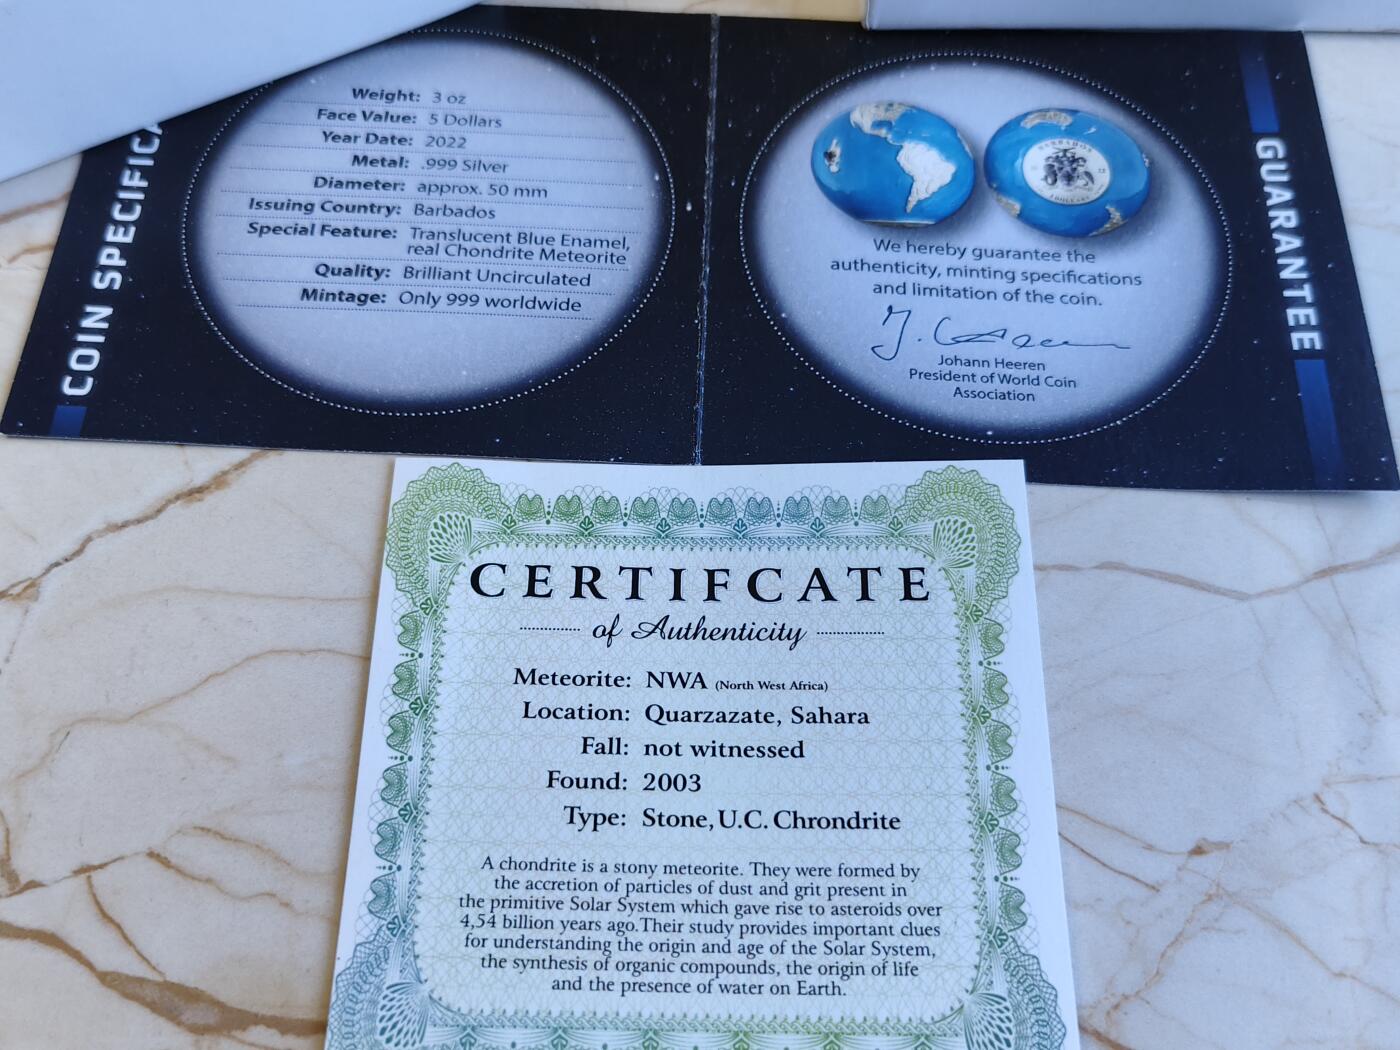 COIN SPECIFICA
Weight: 3 oz
Face Value: 5 Dollars
Year Date: 2022
Metal: .999 Silver
Diameter: approx. 50 mm
Issuing Country: Barbados
Special Feature: Translucent Blue Enamel,
real Chondrite Meteorite
Quality: Brilliant Uncirculated
Mintage: Only 999 worldwide
BARBADOS
We hereby guarantee the
authenticity, minting specifications
and limitation of the coin.
Johann Heeren
President of World Coin
Association
GUARANTEE
CERTIFCATE
of Authenticity
Meteorite: NWA (North West Africa)
Location: Quarzazate, Sahara
Fall: not witnessed
Found: 2003
Type: Stone, U.C. Chrondrite
A chondrite is a stony meteorite. They were formed by
the accretion of particles of dust and grit present in
the primitive Solar System which gave rise to asteroids over
4,54 billion years ago.Their study provides important clues
for understanding the origin and age of the Solar System,
the synthesis of organic compounds, the origin of life
and the presence of water on Earth.